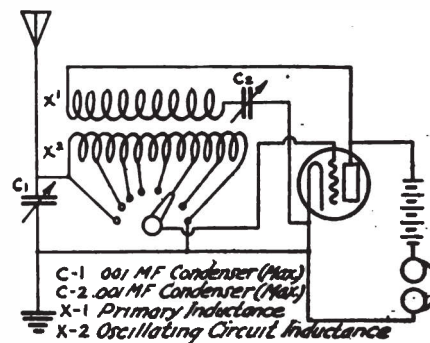 C2
X¹
X²
C1
C-1 .001 MF Condenser (Max)
C-2 .001 MF Condenser (Max)
X-1 Primary Inductance
X-2 Oscillating Circuit Inductance